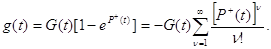 g(t) = G(t)[1 − e^{P^+(t)}] = −G(t) ∑_{ν=1}^{∞} [P^+(t)]^ν / ν! .